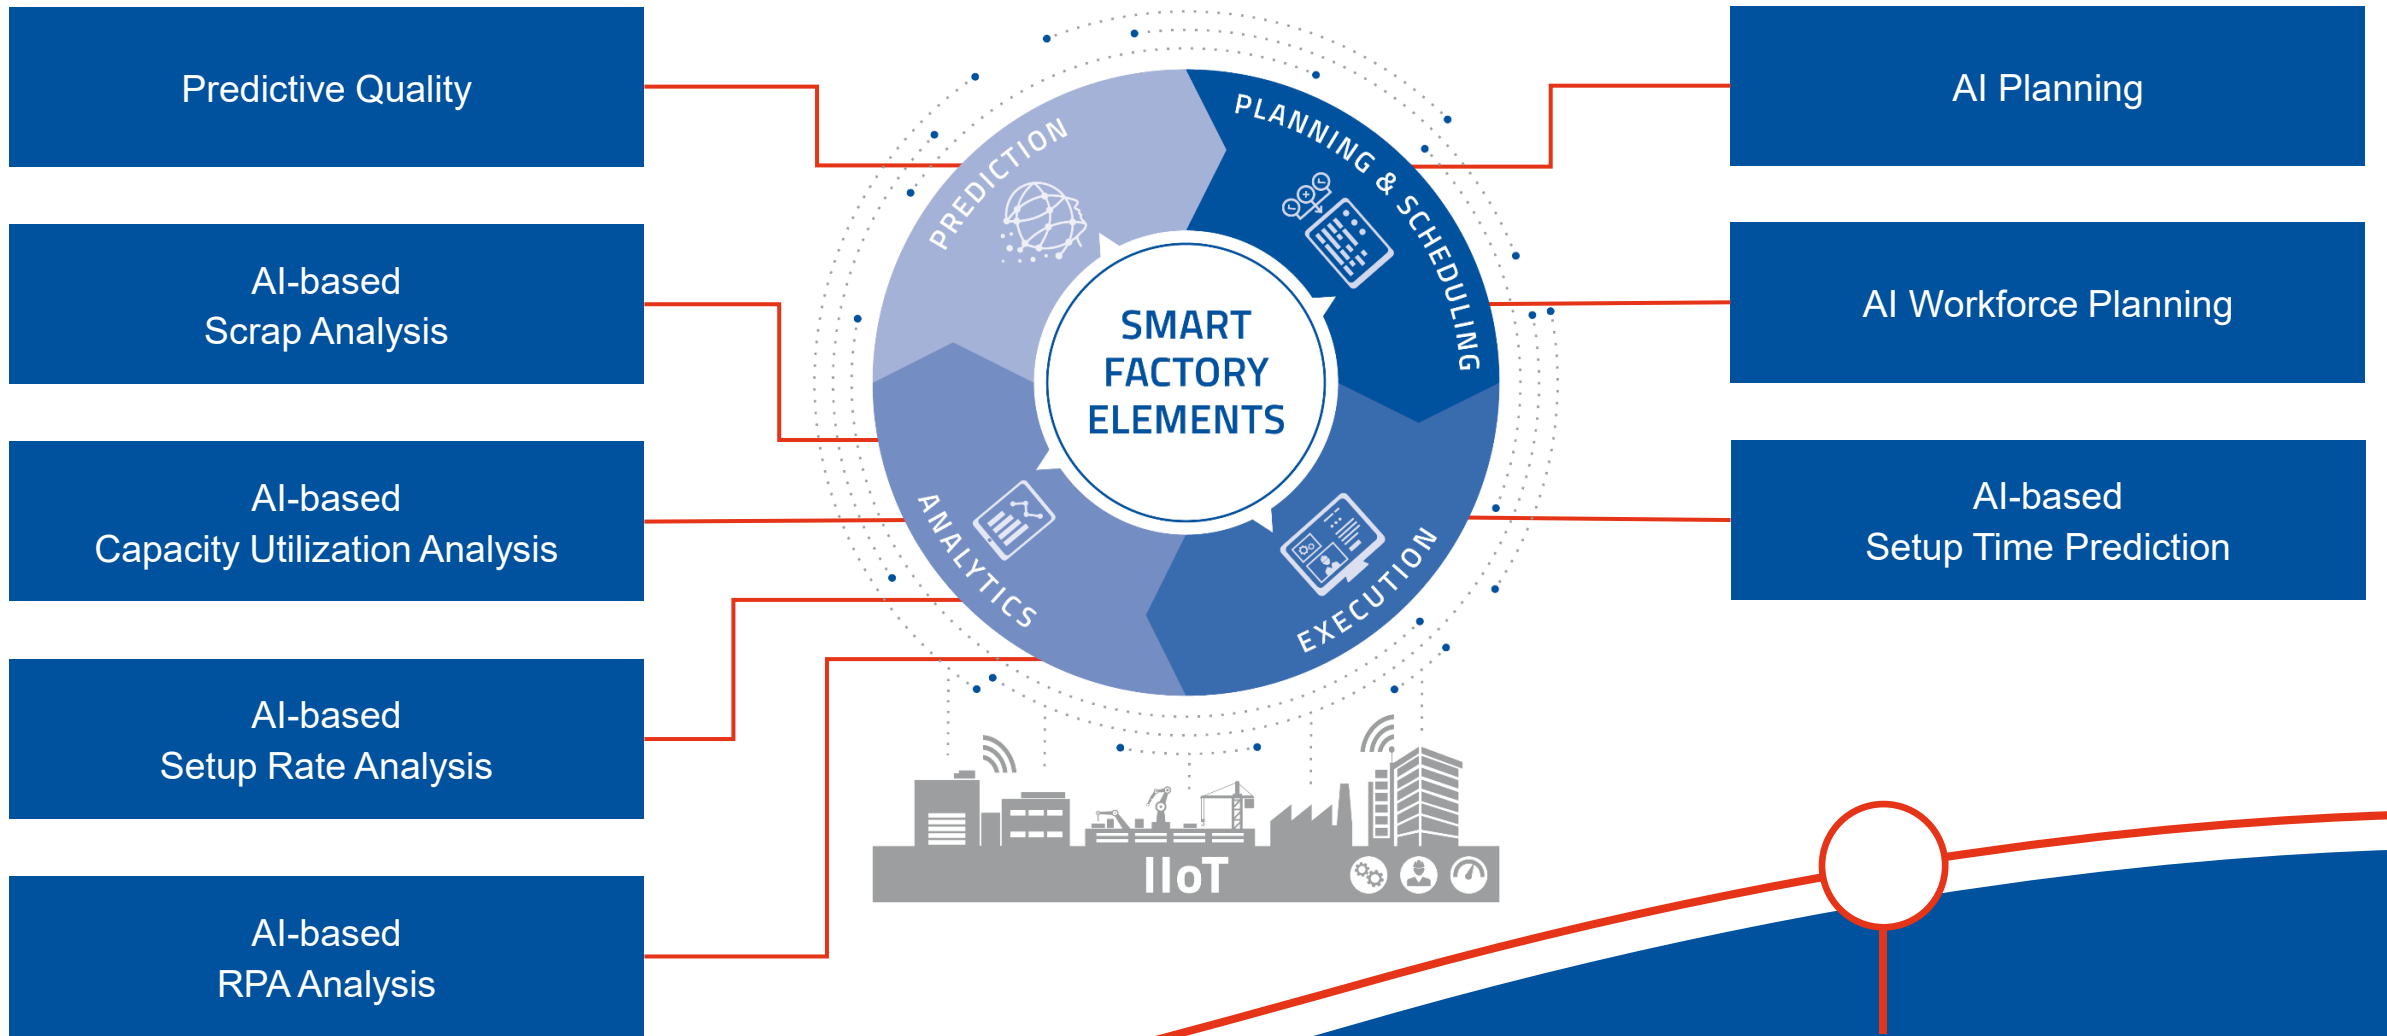 Predictive Quality
AI-based
Scrap Analysis
AI-based
Capacity Utilization Analysis
AI-based
Setup Rate Analysis
AI-based
RPA Analysis
PREDICTION
PLANNING & SCHEDULING
ANALYTICS
EXECUTION
SMART
FACTORY
ELEMENTS
IIoT
AI Planning
AI Workforce Planning
AI-based
Setup Time Prediction